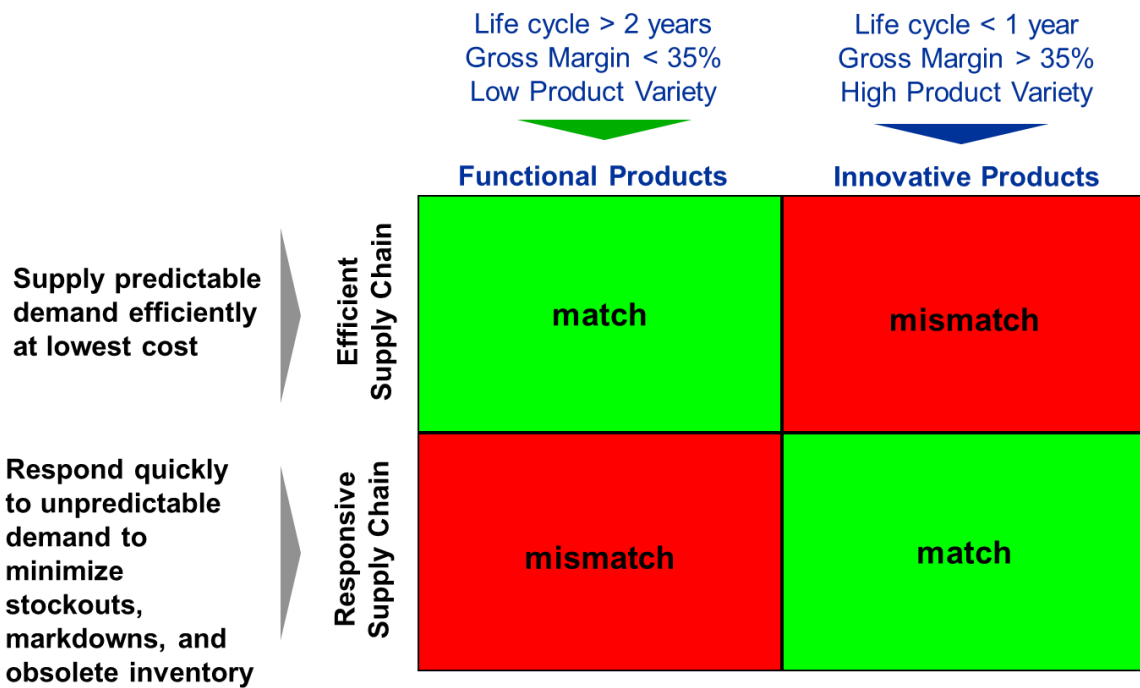 Life cycle > 2 years
Gross Margin < 35%
Low Product Variety
Life cycle < 1 year
Gross Margin > 35%
High Product Variety
Functional Products
Innovative Products
Supply predictable
demand efficiently
at lowest cost
Efficient
Supply Chain
match
mismatch
Respond quickly
to unpredictable
demand to
minimize
stockouts,
markdowns, and
obsolete inventory
Responsive
Supply Chain
mismatch
match